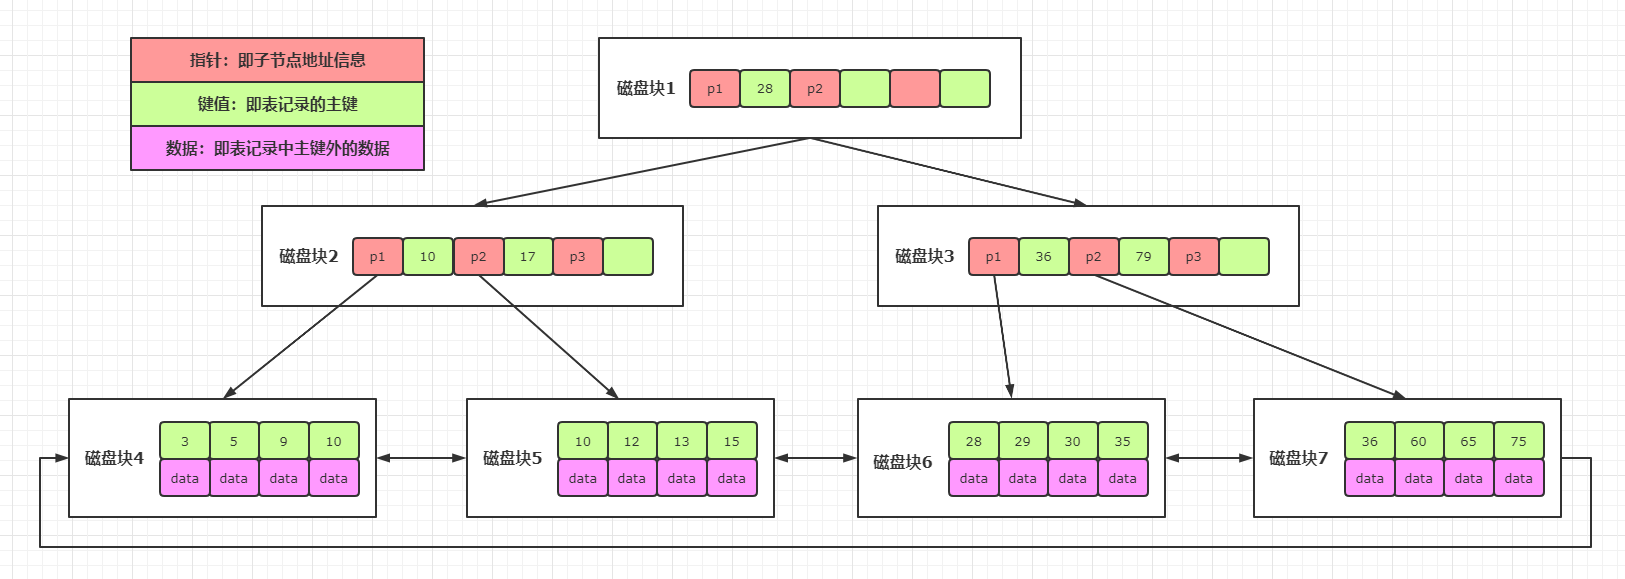 指针：即子节点地址信息
键值：即表记录的主键
数据：即表记录中主键外的数据
磁盘块1 p1 28 p2
磁盘块2 p1 10 p2 17 p3
磁盘块3 p1 36 p2 79 p3
磁盘块4 3 5 9 10
data data data data
磁盘块5 10 12 13 15
data data data data
磁盘块6 28 29 30 35
data data data data
磁盘块7 36 60 65 75
data data data data